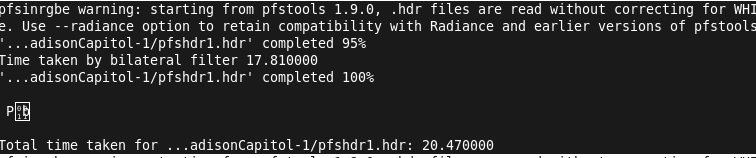 pfsinrgbe warning: starting from pfstools 1.9.0, .hdr files are read without correcting for WHI
e. Use --radiance option to retain compatibility with Radiance and earlier versions of pfstools
'...adisonCapitol-1/pfshdr1.hdr' completed 95%
Time taken by bilateral filter 17.810000
'...adisonCapitol-1/pfshdr1.hdr' completed 100%
P
Total time taken for ...adisonCapitol-1/pfshdr1.hdr: 20.470000